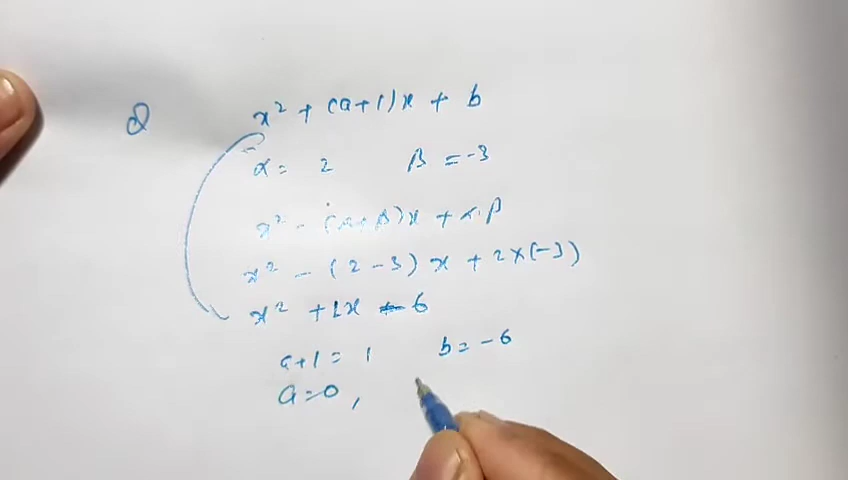 Q x² + (a+1)x + b
α = 2 β = -3
x² - (α+β)x + α.β
x² - (2-3)x + 2×(-3)
x² + 1x - 6
a+1 = 1 b = -6
a = 0,